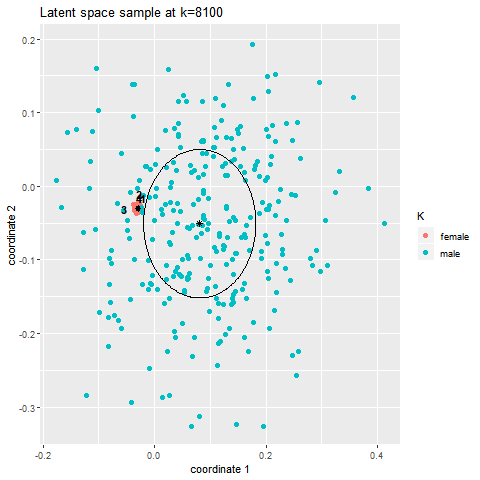 Latent space sample at k=8100
0.2
0.1
0.0
-0.1
-0.2
-0.3
-0.2
0.0
0.2
0.4
coordinate 1
coordinate 2
K
female
male